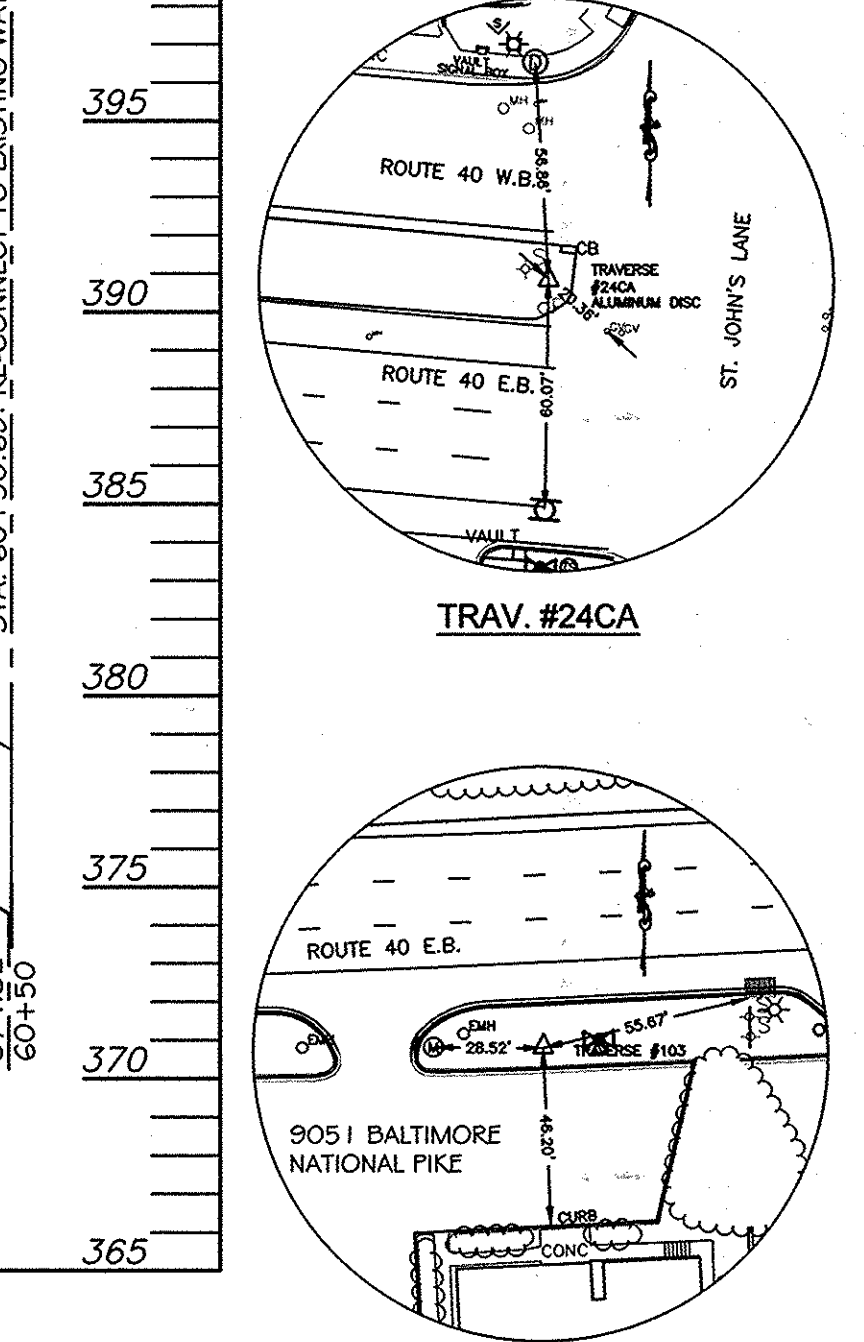 60+50
395
390
385
380
375
370
365
S
VAULT
SIGNAL BOX
MH
MH
56.86'
ROUTE 40 W.B.
CB
TRAVERSE
#24CA
ALUMINUM DISC
20.36'
ST. JOHN'S LANE
ROUTE 40 E.B.
60.07'
VAULT
TRAV. #24CA
ROUTE 40 E.B.
EMH
M
28.52'
55.67'
TRAVERSE #103
46.20'
9051 BALTIMORE
NATIONAL PIKE
CURB
CONC